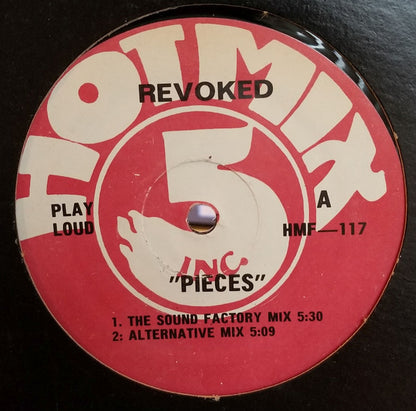 HOT MIX
5
INC.
REVOKED
PLAY
LOUD
A
HMF—117
"PIECES"
1. THE SOUND FACTORY MIX 5:30
2: ALTERNATIVE MIX 5:09